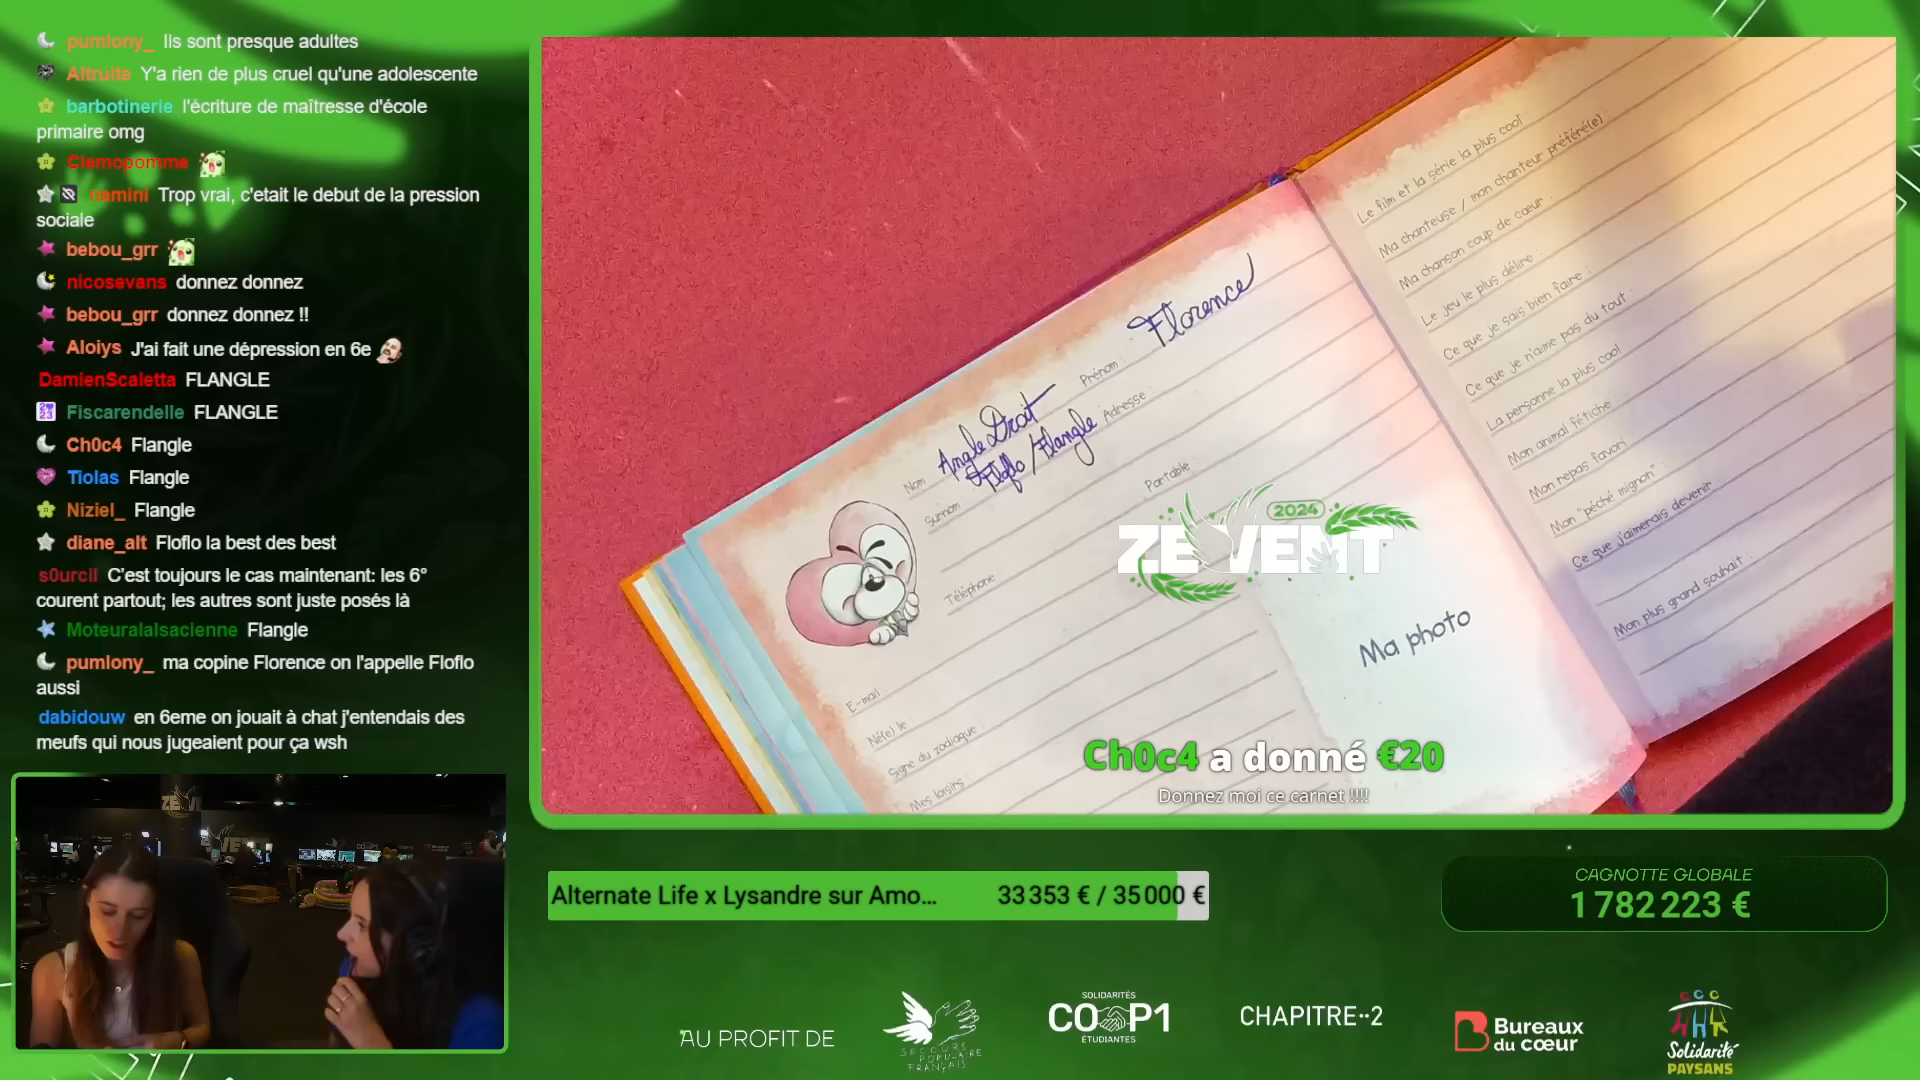 pumlony_ Ils sont presque adultes
Altruite Y'a rien de plus cruel qu'une adolescente
barbotinerie l'écriture de maîtresse d'école
primaire omg
Clemopomme
namini Trop vrai, c'etait le debut de la pression
sociale
bebou_grr
nicosevans donnez donnez
bebou_grr donnez donnez !!
Aloiys J'ai fait une dépression en 6e
DamienScaletta FLANGLE
Fiscarendelle FLANGLE
Ch0c4 Flangle
Tiolas Flangle
Niziel_ Flangle
diane_alt Floflo la best des best
s0urcil C'est toujours le cas maintenant: les 6°
courent partout; les autres sont juste posés là
Moteuralalsacienne Flangle
pumlony_ ma copine Florence on l'appelle Floflo
aussi
dabidouw en 6eme on jouait à chat j'entendais des
meufs qui nous jugeaient pour ça wsh
Nom Angle Droit Prénom : Florence
Surnom Floflo / Flangle Adresse :
Téléphone Portable
E-mail
Né(e) le
Signe du zodiaque :
Mes loisirs
Ma photo
Le film et la série la plus cool :
Ma chanteuse / mon chanteur préféré(e)
Ma chanson coup de cœur :
Le jeu le plus délire :
Ce que je sais bien faire :
Ce que je n'aime pas du tout :
La personne la plus cool
Mon animal fétiche :
Mon repas favori
Mon "péché mignon" :
Ce que j'aimerais devenir
Mon plus grand souhait :
ZEVENT 2024
Ch0c4 a donné €20
Donnez moi ce carnet !!!!
Alternate Life x Lysandre sur Amo... 33 353 € / 35 000 €
CAGNOTTE GLOBALE
1 782 223 €
AU PROFIT DE
SECOURS
POPULAIRE
FRANÇAIS
SOLIDARITÉS
COP1
ÉTUDIANTES
CHAPITRE··2
Bureaux
du cœur
Solidarité
PAYSANS